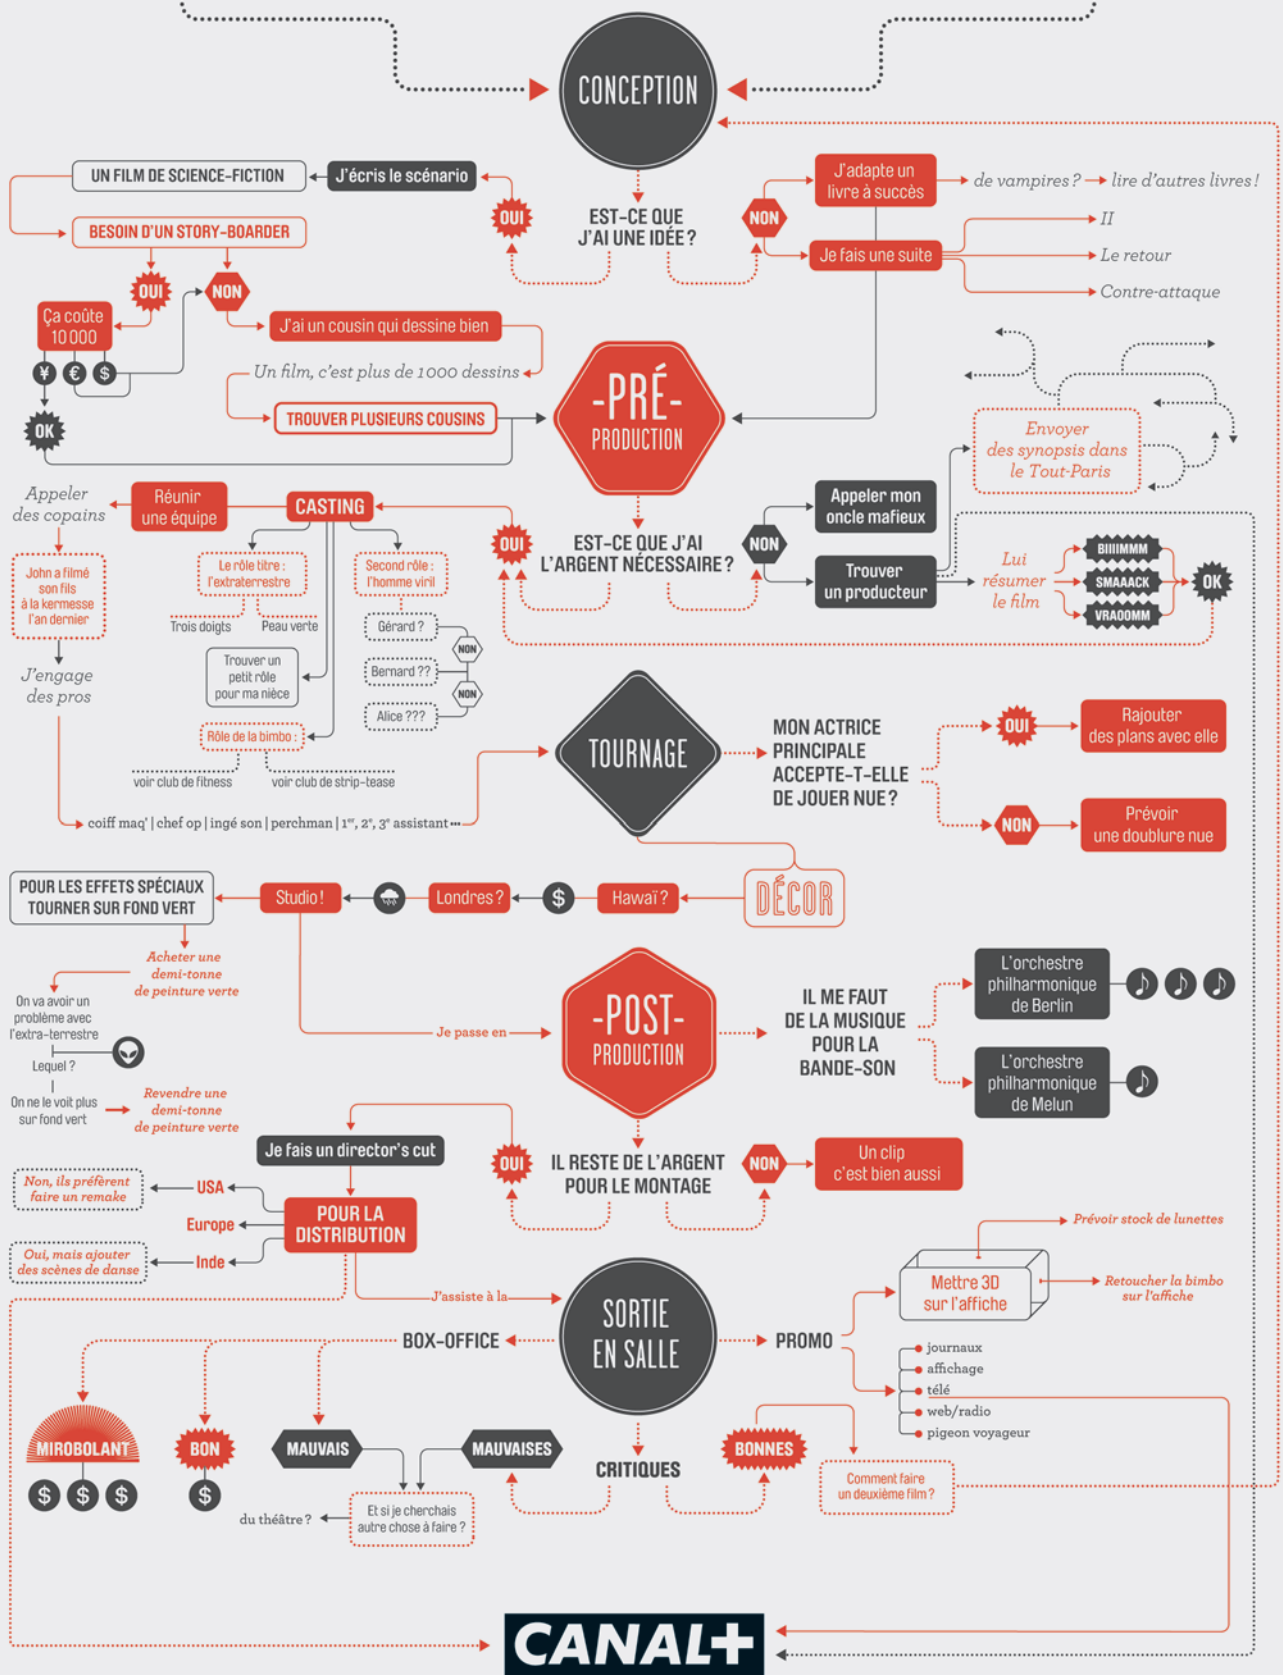 CONCEPTION
UN FILM DE SCIENCE-FICTION
J'écris le scénario
OUI
EST-CE QUE
J'AI UNE IDÉE ?
NON
J'adapte un
livre à succès
de vampires ?
lire d'autres livres !
Je fais une suite
II
Le retour
Contre-attaque
BESOIN D'UN STORY-BOARDER
OUI
NON
Ça coûte
10 000
¥
€
$
OK
J'ai un cousin qui dessine bien
Un film, c'est plus de 1000 dessins
TROUVER PLUSIEURS COUSINS
-PRÉ-
PRODUCTION
Envoyer
des synopsis dans
le Tout-Paris
Appeler
des copains
Réunir
une équipe
CASTING
OUI
EST-CE QUE J'AI
L'ARGENT NÉCESSAIRE ?
NON
Appeler mon
oncle mafieux
Trouver
un producteur
Lui
résumer
le film
BIIIIMMM
SMAAACK
VRAOOMM
OK
John a filmé
son fils
à la kermesse
l'an dernier
J'engage
des pros
Le rôle titre :
l'extraterrestre
Trois doigts
Peau verte
Second rôle :
l'homme viril
Gérard ?
NON
Bernard ??
NON
Alice ???
Trouver un
petit rôle
pour ma nièce
Rôle de la bimbo :
voir club de fitness
voir club de strip-tease
coiff maq' | chef op | ingé son | perchman | 1er, 2e, 3e assistant •••
TOURNAGE
MON ACTRICE
PRINCIPALE
ACCEPTE-T-ELLE
DE JOUER NUE ?
OUI
Rajouter
des plans avec elle
NON
Prévoir
une doublure nue
DÉCOR
Hawaï ?
$
Londres ?
Studio !
POUR LES EFFETS SPÉCIAUX
TOURNER SUR FOND VERT
Acheter une
demi-tonne
de peinture verte
On va avoir un
problème avec
l'extra-terrestre
Lequel ?
On ne le voit plus
sur fond vert
Revendre une
demi-tonne
de peinture verte
Je passe en
-POST-
PRODUCTION
IL ME FAUT
DE LA MUSIQUE
POUR LA
BANDE-SON
L'orchestre
philharmonique
de Berlin
L'orchestre
philharmonique
de Melun
Je fais un director's cut
OUI
IL RESTE DE L'ARGENT
POUR LE MONTAGE
NON
Un clip
c'est bien aussi
POUR LA
DISTRIBUTION
USA
Non, ils préfèrent
faire un remake
Europe
Inde
Oui, mais ajouter
des scènes de danse
J'assiste à la
SORTIE
EN SALLE
PROMO
Mettre 3D
sur l'affiche
Prévoir stock de lunettes
Retoucher la bimbo
sur l'affiche
journaux
affichage
télé
web/radio
pigeon voyageur
BOX-OFFICE
MIROBOLANT
$ $ $
BON
$
MAUVAIS
MAUVAISES
CRITIQUES
BONNES
Comment faire
un deuxième film ?
Et si je cherchais
autre chose à faire ?
du théâtre ?
CANAL+